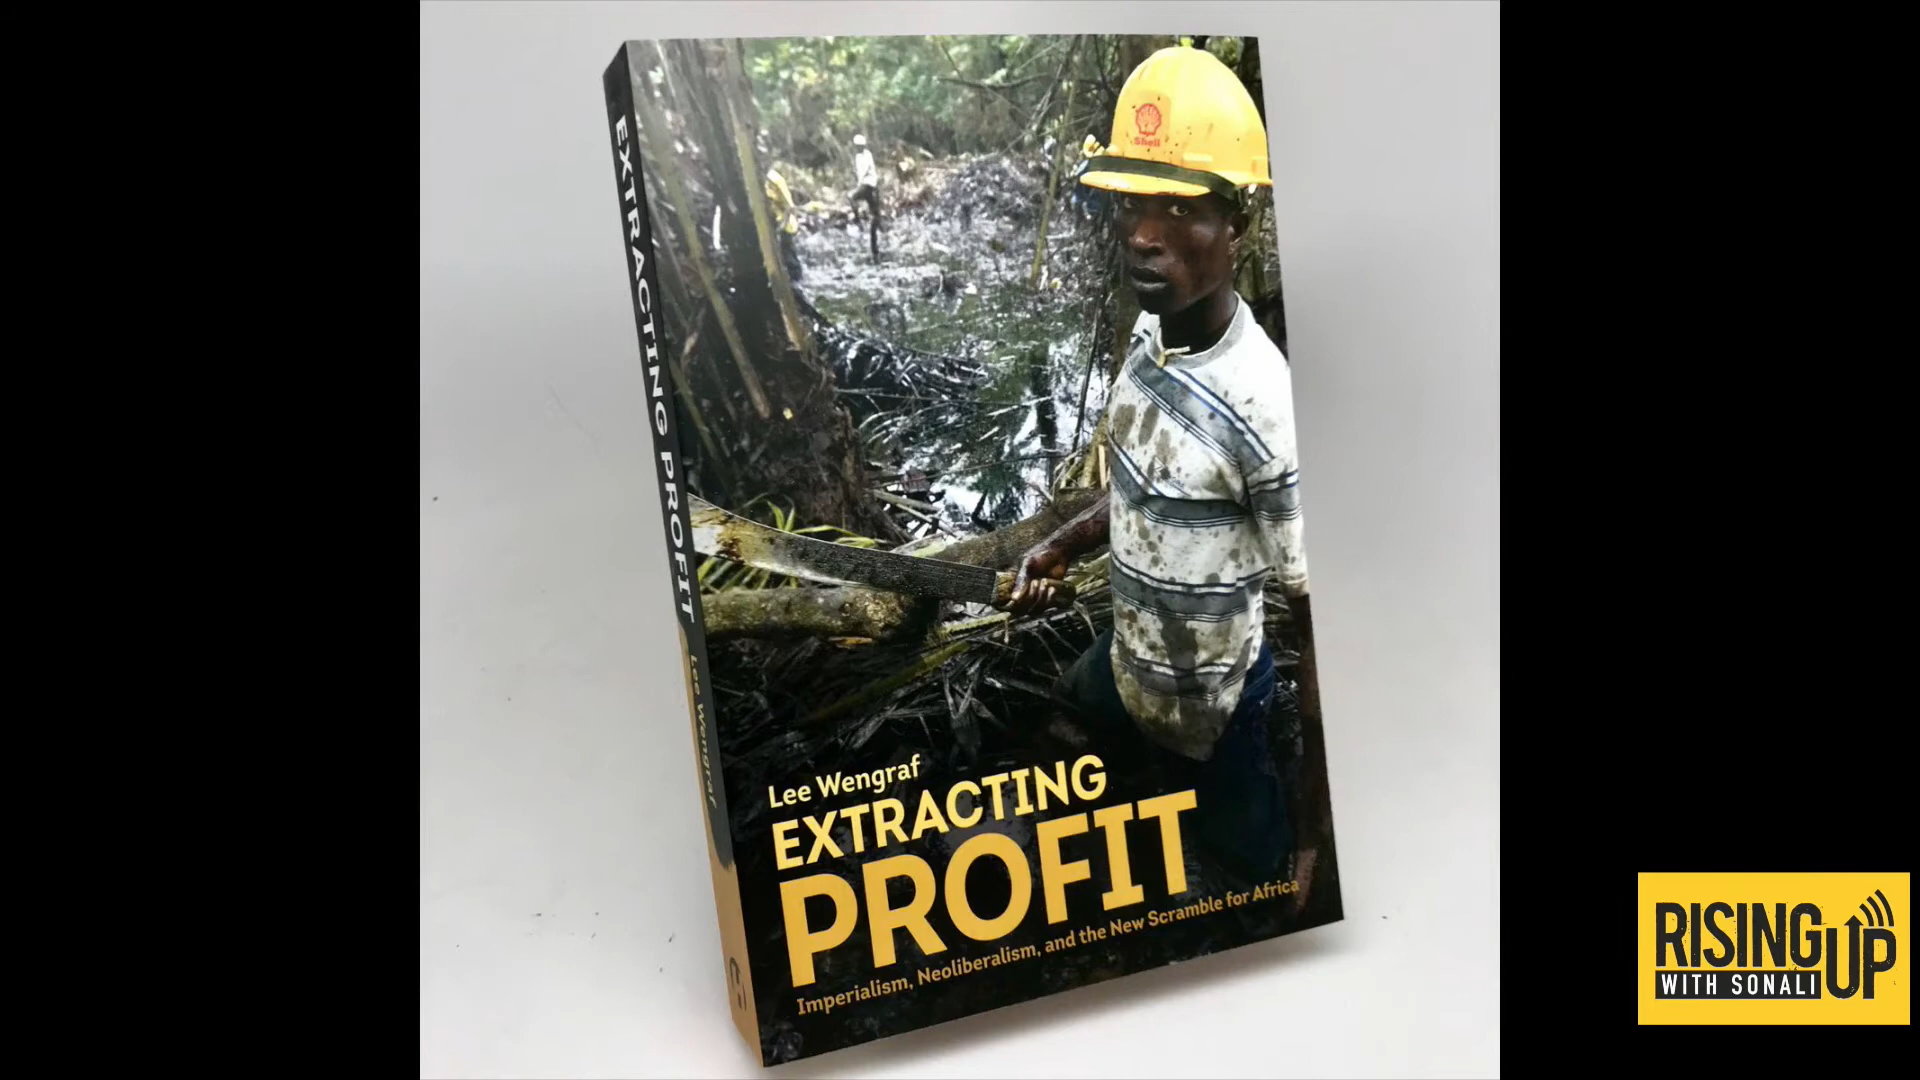 EXTRACTING PROFIT
Lee Wengraf
Shell
Lee Wengraf
EXTRACTING
PROFIT
Imperialism, Neoliberalism, and the New Scramble for Africa
RISING UP
WITH SONALI